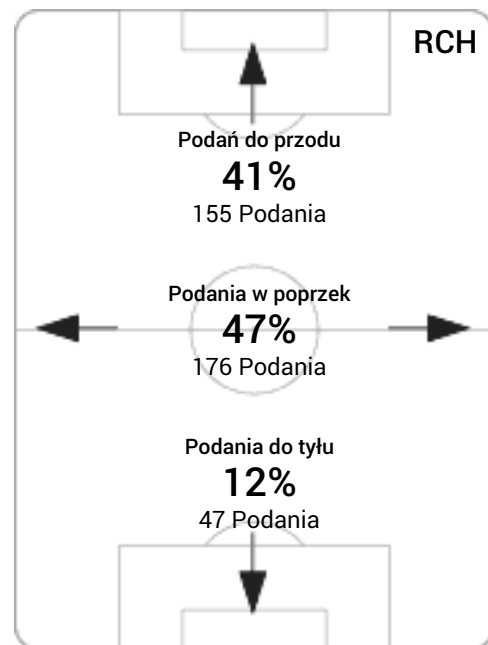 RCH
Podań do przodu
41%
155 Podania
Podania w poprzek
47%
176 Podania
Podania do tyłu
12%
47 Podania